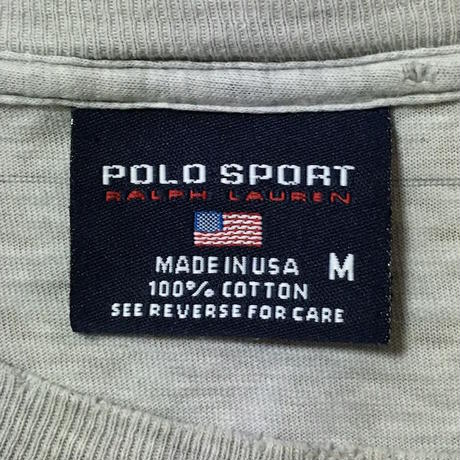 POLO SPORT
RALPH LAUREN
MADE IN USA M
100% COTTON
SEE REVERSE FOR CARE